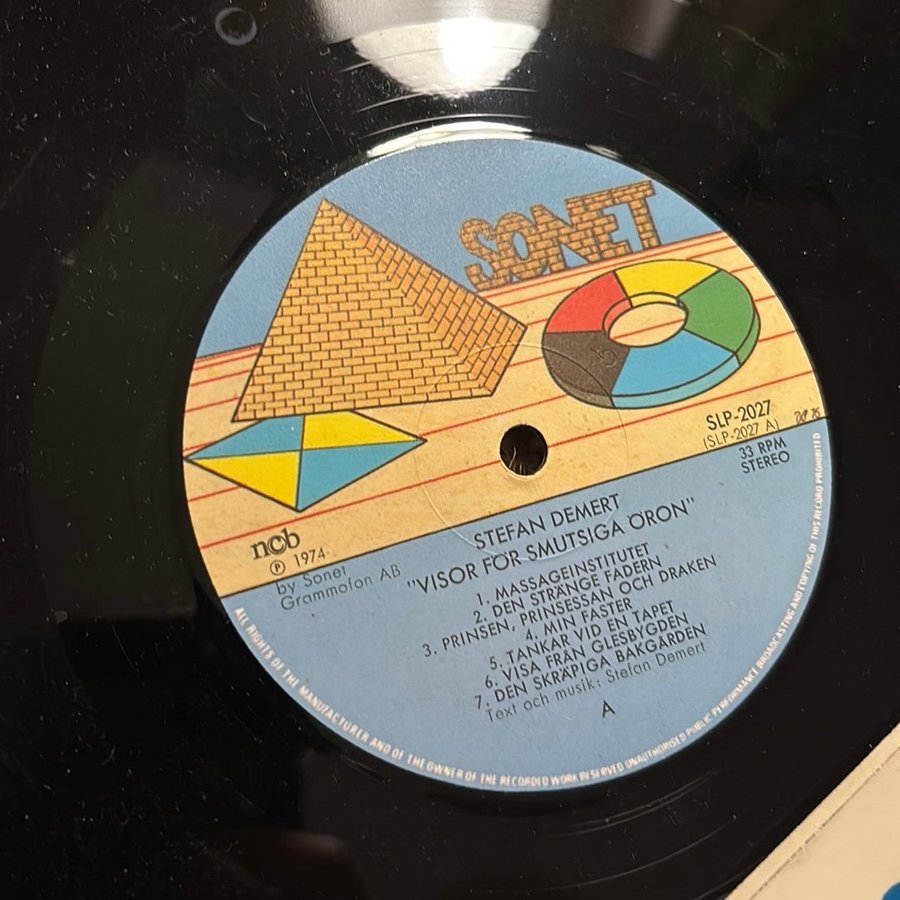 SONET
SLP-2027
(SLP-2027 A)
33 RPM
STEREO
ncb
Ⓟ 1974
by Sonet
Grammofon AB
STEFAN DEMERT
"VISOR FÖR SMUTSIGA ÖRON"
1. MASSAGEINSTITUTET
2. DEN STRÄNGE FADERN
3. PRINSEN, PRINSESSAN OCH DRAKEN
4. MIN FASTER
5. TANKAR VID EN TAPET
6. VISA FRÅN GLESBYGDEN
7. DEN SKRÄPIGA BAKGÅRDEN
Text och musik: Stefan Demert
A
ALL RIGHTS OF THE MANUFACTURER AND OF THE OWNER OF THE RECORDED WORK RESERVED UNAUTHORISED PUBLIC PERFORMANCE BROADCASTING AND COPYING OF THIS RECORD PROHIBITED